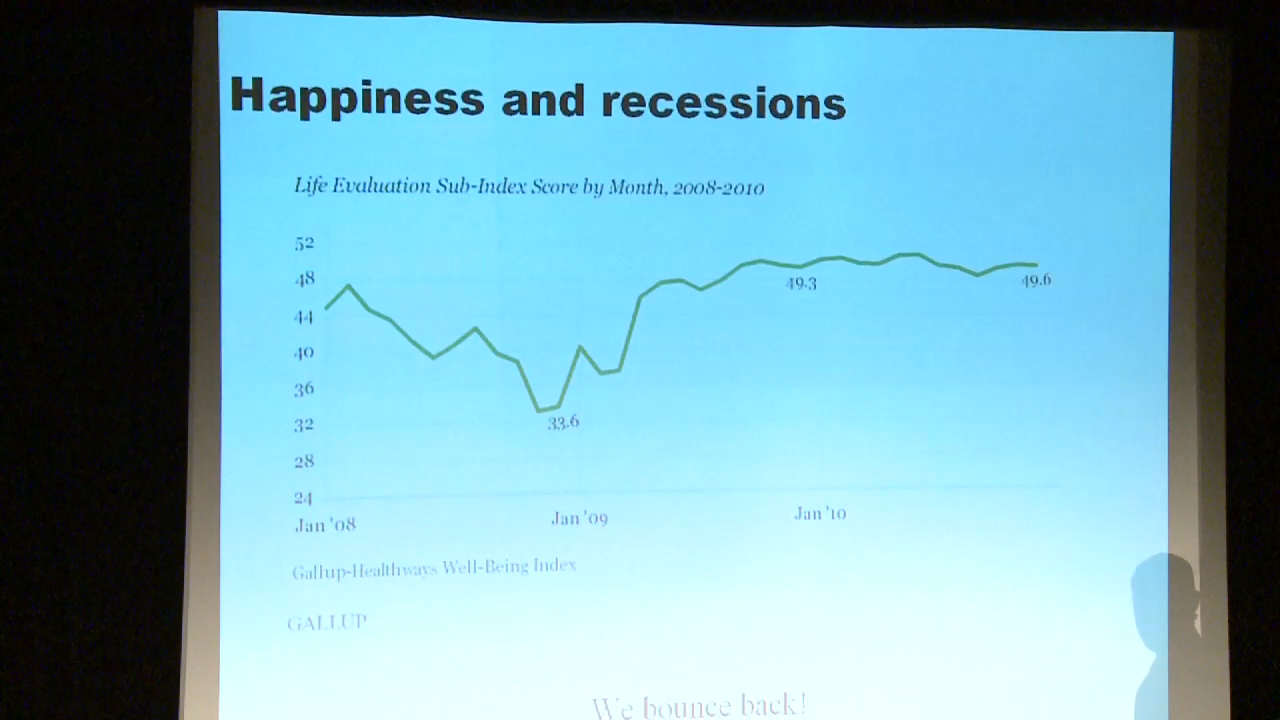 Happiness and recessions
Life Evaluation Sub-Index Score by Month, 2008-2010
52
48
44
40
36
32
28
24
49.3
49.6
33.6
Jan '08
Jan '09
Jan '10
Gallup-Healthways Well-Being Index
GALLUP
We bounce back!